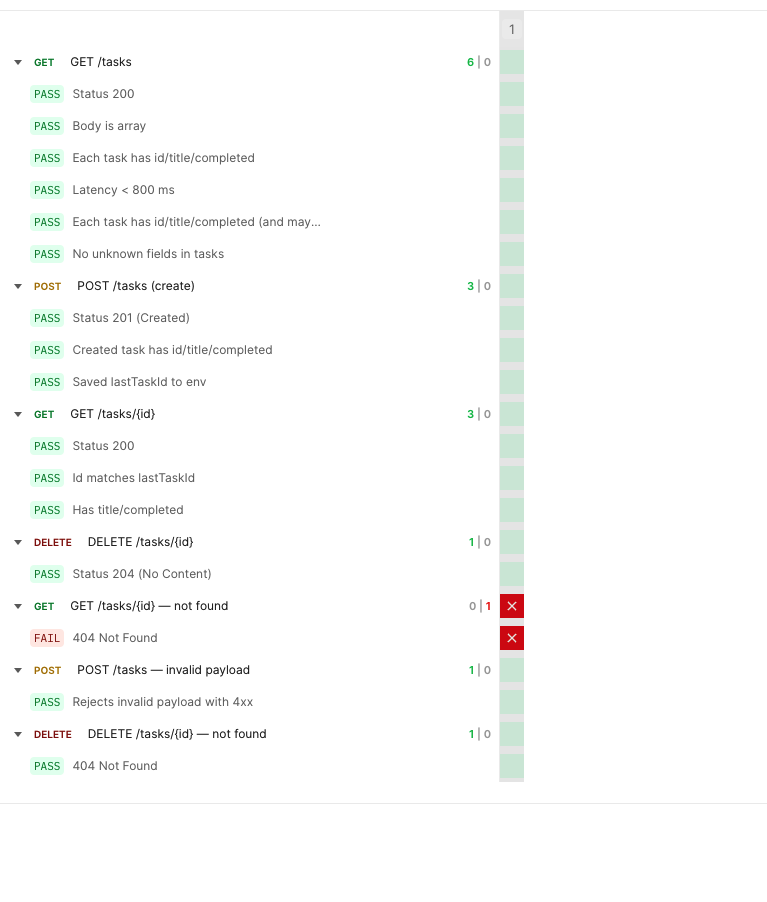 1
GET GET /tasks 6 | 0
PASS Status 200
PASS Body is array
PASS Each task has id/title/completed
PASS Latency < 800 ms
PASS Each task has id/title/completed (and may...
PASS No unknown fields in tasks
POST POST /tasks (create) 3 | 0
PASS Status 201 (Created)
PASS Created task has id/title/completed
PASS Saved lastTaskId to env
GET GET /tasks/{id} 3 | 0
PASS Status 200
PASS Id matches lastTaskId
PASS Has title/completed
DELETE DELETE /tasks/{id} 1 | 0
PASS Status 204 (No Content)
GET GET /tasks/{id} — not found 0 | 1
FAIL 404 Not Found
POST POST /tasks — invalid payload 1 | 0
PASS Rejects invalid payload with 4xx
DELETE DELETE /tasks/{id} — not found 1 | 0
PASS 404 Not Found